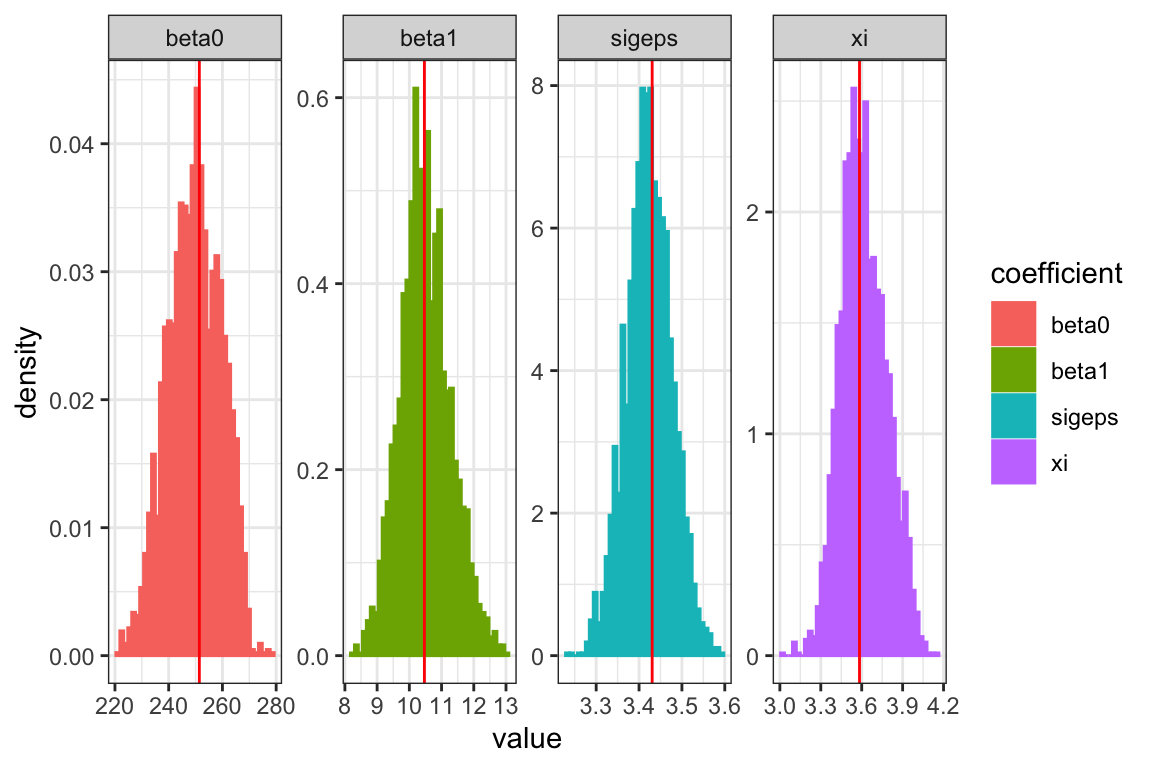 beta0 beta1 sigeps xi
density
0.04
0.03
0.02
0.01
0.00
0.6
0.4
0.2
0.0
8
6
4
2
0
2
1
0
220 240 260 280
8 9 10 11 12 13
3.3 3.4 3.5 3.6
3.0 3.3 3.6 3.9 4.2
value
coefficient
beta0
beta1
sigeps
xi